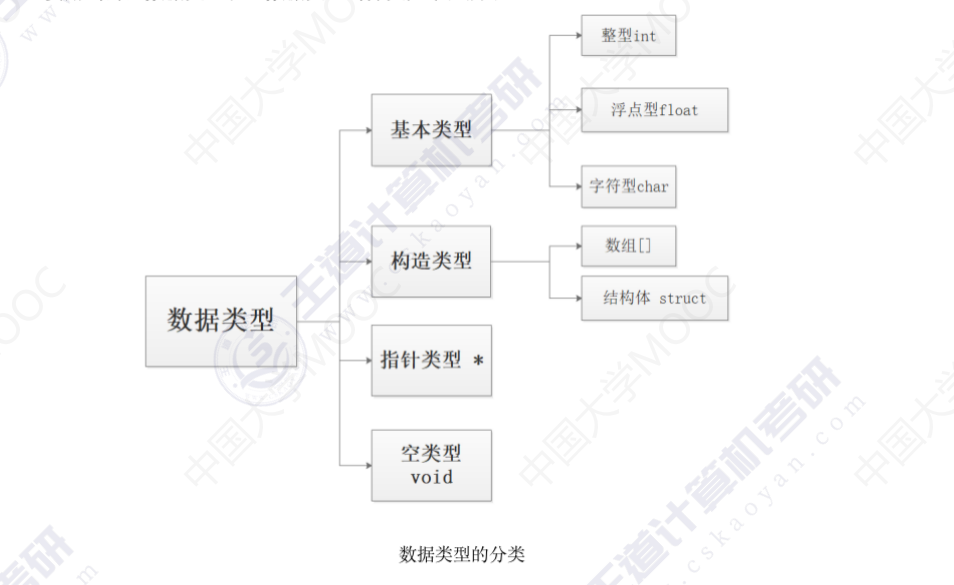 整型int
浮点型float
基本类型
字符型char
数组[]
构造类型
结构体 struct
数据类型
指针类型 *
空类型
void
数据类型的分类
中国大学MOOC
王道计算机考研
www.cskaoyan.com